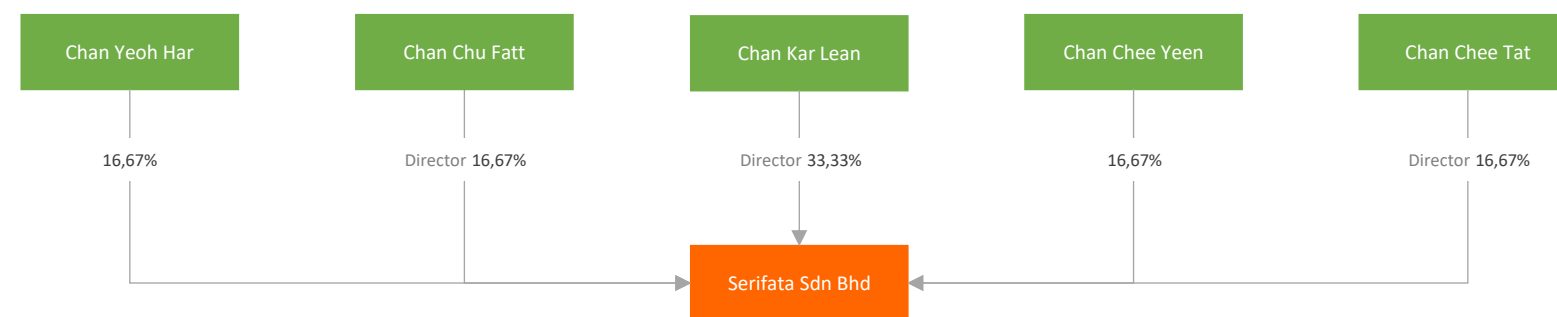 Chan Yeoh Har
Chan Chu Fatt
Chan Kar Lean
Chan Chee Yeen
Chan Chee Tat
16,67%
Director 16,67%
Director 33,33%
16,67%
Director 16,67%
Serifata Sdn Bhd